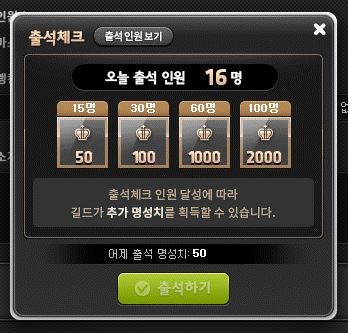 출석체크 출석 인원 보기
오늘 출석 인원 16 명
15명 30명 60명 100명
50 100 1000 2000
출석체크 인원 달성에 따라
길드가 추가 명성치를 획득할 수 있습니다.
어제 출석 명성치: 50
출석하기